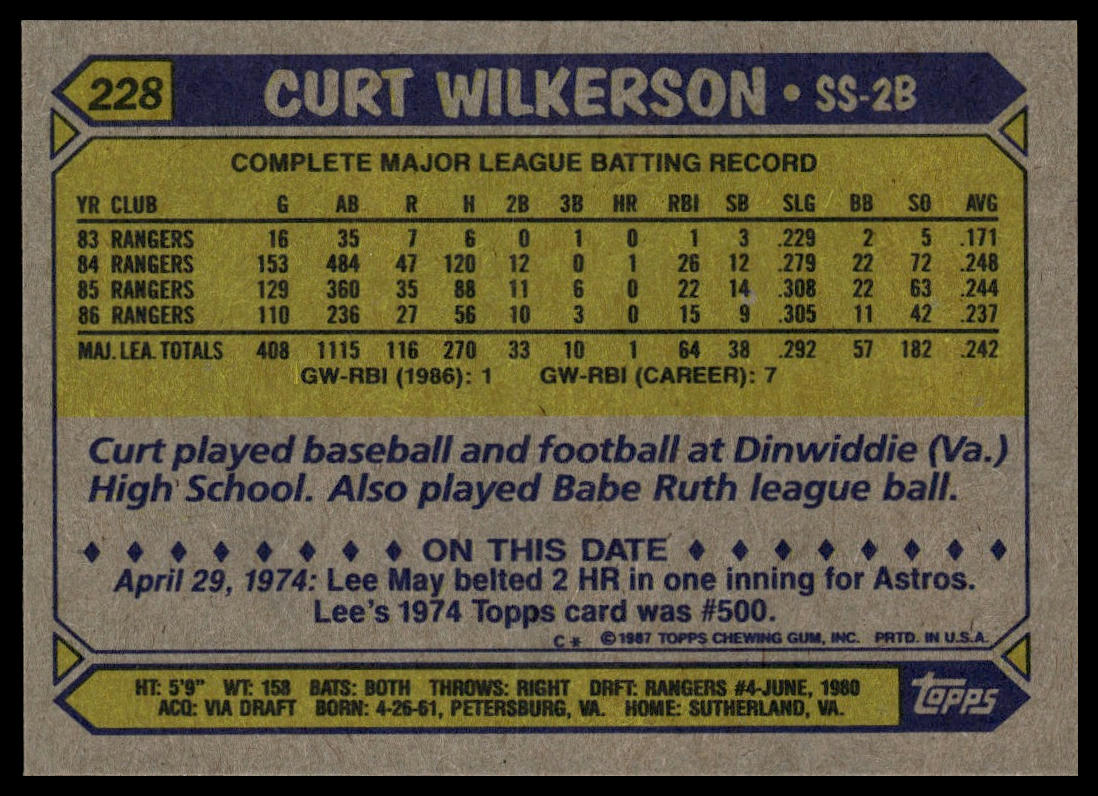 228 CURT WILKERSON • SS-2B
COMPLETE MAJOR LEAGUE BATTING RECORD
YR CLUB G AB R H 2B 3B HR RBI SB SLG BB SO AVG
83 RANGERS 16 35 7 6 0 1 0 1 3 .229 2 5 .171
84 RANGERS 153 484 47 120 12 0 1 26 12 .279 22 72 .248
85 RANGERS 129 360 35 88 11 6 0 22 14 .308 22 63 .244
86 RANGERS 110 236 27 56 10 3 0 15 9 .305 11 42 .237
MAJ. LEA. TOTALS 408 1115 116 270 33 10 1 64 38 .292 57 182 .242
GW-RBI (1986): 1 GW-RBI (CAREER): 7
Curt played baseball and football at Dinwiddie (Va.)
High School. Also played Babe Ruth league ball.
ON THIS DATE
April 29, 1974: Lee May belted 2 HR in one inning for Astros.
Lee's 1974 Topps card was #500.
C* ©1987 TOPPS CHEWING GUM, INC. PRTD. IN U.S.A.
HT: 5'9" WT: 158 BATS: BOTH THROWS: RIGHT DRFT: RANGERS #4-JUNE, 1980
ACQ: VIA DRAFT BORN: 4-26-61, PETERSBURG, VA. HOME: SUTHERLAND, VA.
topps